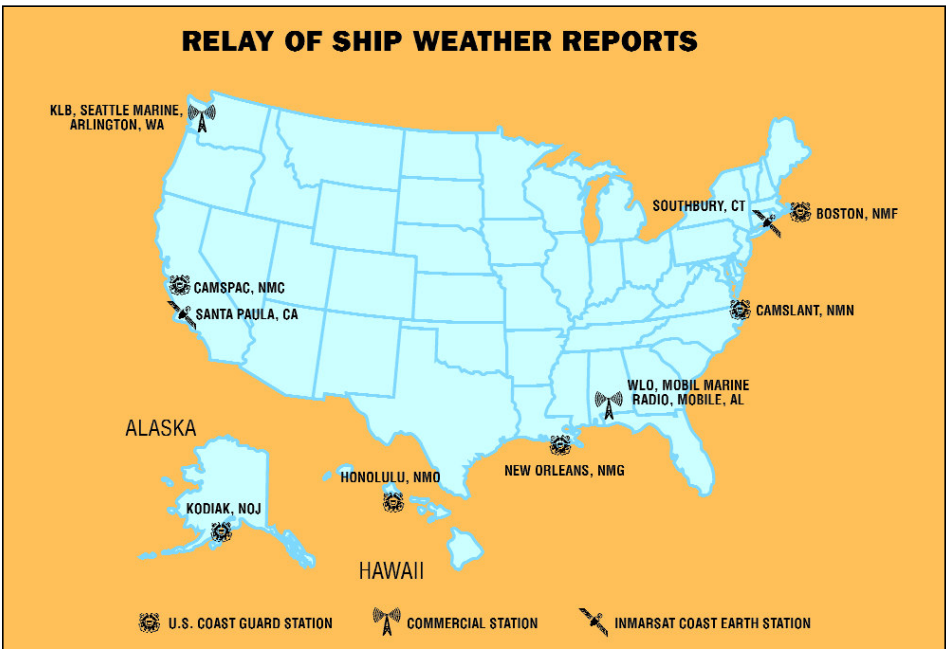 RELAY OF SHIP WEATHER REPORTS
KLB, SEATTLE MARINE,
ARLINGTON, WA
SOUTHBURY, CT
BOSTON, NMF
CAMSPAC, NMC
SANTA PAULA, CA
CAMSLANT, NMN
WLO, MOBIL MARINE
RADIO, MOBILE, AL
ALASKA
NEW ORLEANS, NMG
HONOLULU, NMO
KODIAK, NOJ
HAWAII
U.S. COAST GUARD STATION
COMMERCIAL STATION
INMARSAT COAST EARTH STATION